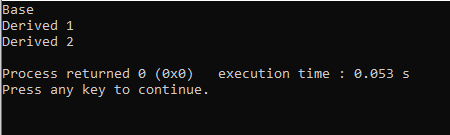 Base
Derived 1
Derived 2
Process returned 0 (0x0)   execution time : 0.053 s
Press any key to continue.